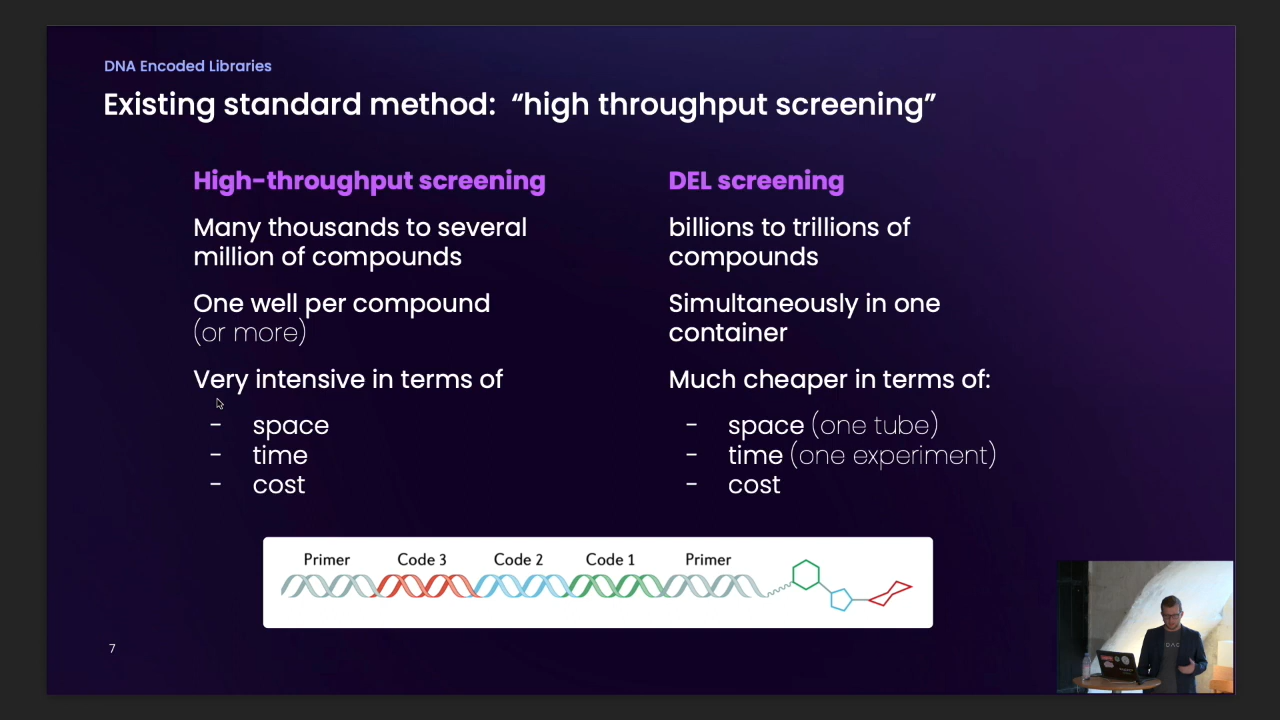 DNA Encoded Libraries
Existing standard method:  “high throughput screening”
High-throughput screening
Many thousands to several
million of compounds
One well per compound
(or more)
Very intensive in terms of
- space
- time
- cost
DEL screening
billions to trillions of
compounds
Simultaneously in one
container
Much cheaper in terms of:
- space (one tube)
- time (one experiment)
- cost
Primer Code 3 Code 2 Code 1 Primer
7